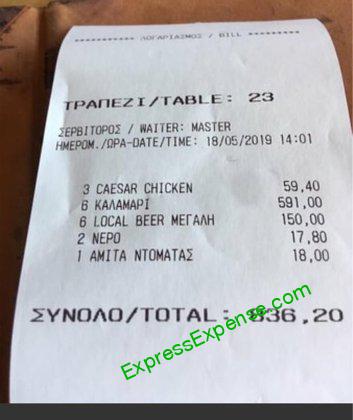 ********** ΛΟΓΑΡΙΑΣΜΟΣ / BILL **********
ΤΡΑΠΕΖΙ/TABLE: 23
ΣΕΡΒΙΤΟΡΟΣ / WAITER: MASTER
ΗΜΕΡΟΜ./ΩΡΑ-DATE/TIME: 18/05/2019 14:01
3 CAESAR CHICKEN 59,40
6 ΚΑΛΑΜΑΡΙ 591,00
6 LOCAL BEER ΜΕΓΑΛΗ 150,00
2 ΝΕΡΟ 17,80
1 ΑΜΙΤΑ ΝΤΟΜΑΤΑΣ 18,00
ΣΥΝΟΛΟ/TOTAL: 836,20
ExpressExpense.com